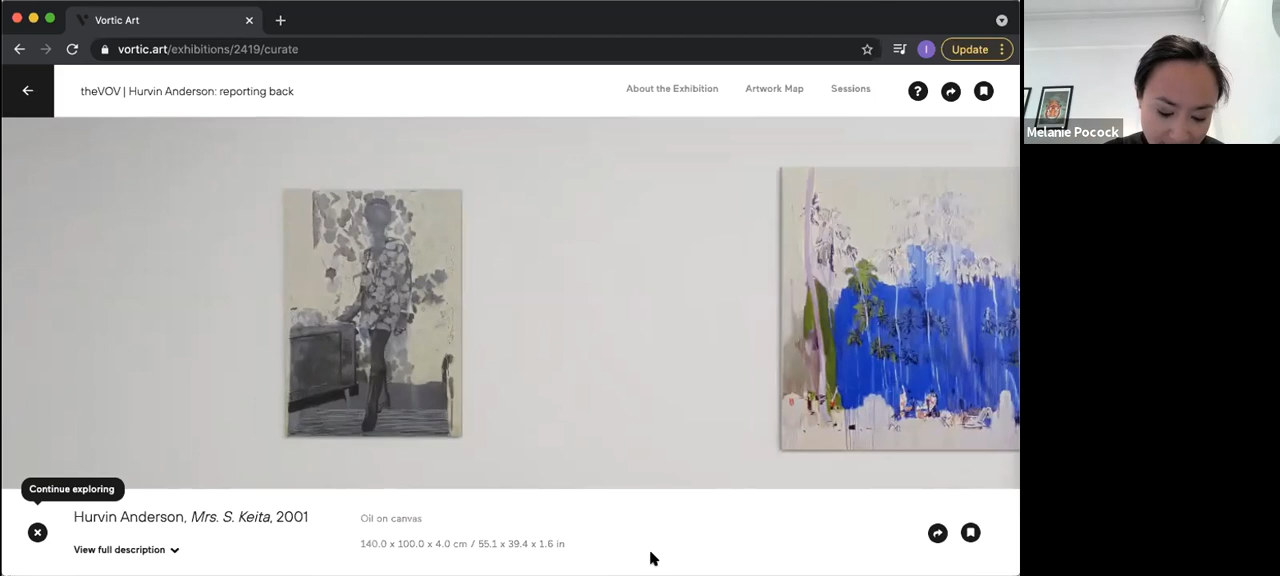 Vortic Art
vortic.art/exhibitions/2419/curate
Update
theVOV | Hurvin Anderson: reporting back
About the Exhibition
Artwork Map
Sessions
Melanie Pocock
Continue exploring
Hurvin Anderson, Mrs. S. Keita, 2001
Oil on canvas
View full description
140.0 x 100.0 x 4.0 cm / 55.1 x 39.4 x 1.6 in